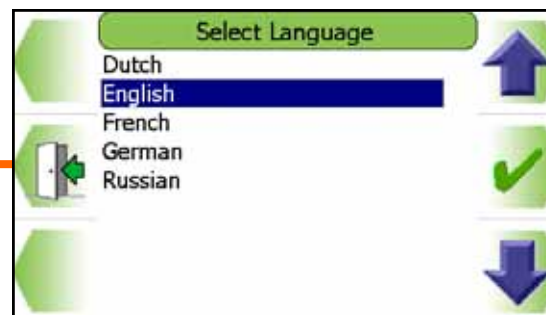 Select Language
Dutch
English
French
German
Russian